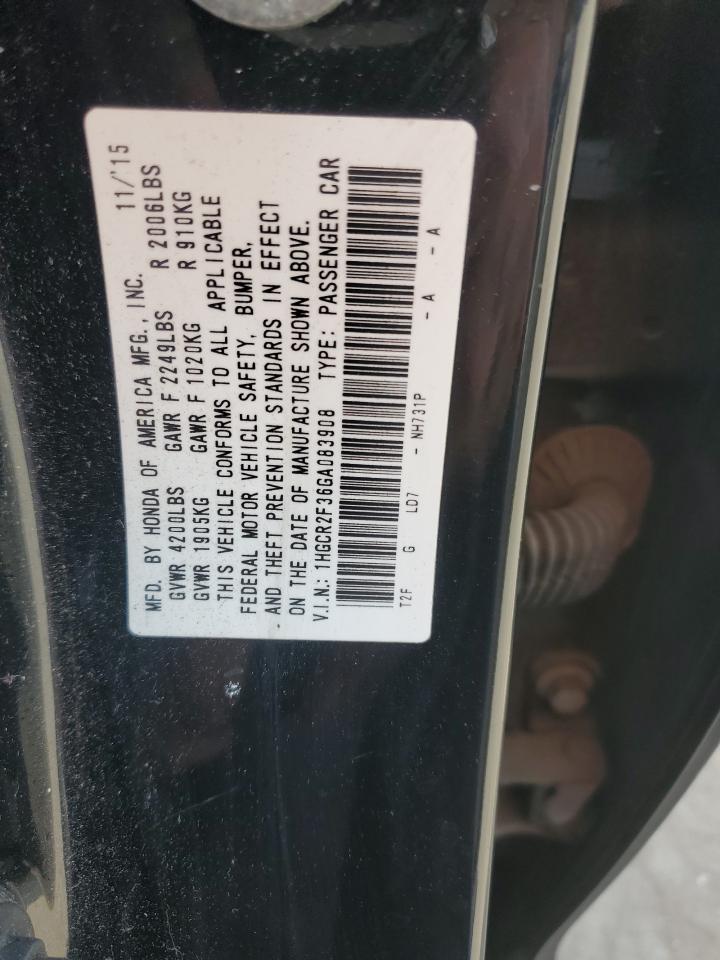 MFD. BY HONDA OF AMERICA MFG., INC. 11/'15
GVWR 4200LBS GAWR F 2249LBS R 2006LBS
GVWR 1905KG GAWR F 1020KG R 910KG
THIS VEHICLE CONFORMS TO ALL APPLICABLE
FEDERAL MOTOR VEHICLE SAFETY, BUMPER,
AND THEFT PREVENTION STANDARDS IN EFFECT
ON THE DATE OF MANUFACTURE SHOWN ABOVE.
V.I.N.: 1HGCR2F36GA083908 TYPE: PASSENGER CAR
T2F G LD7 - NH731P - A - A